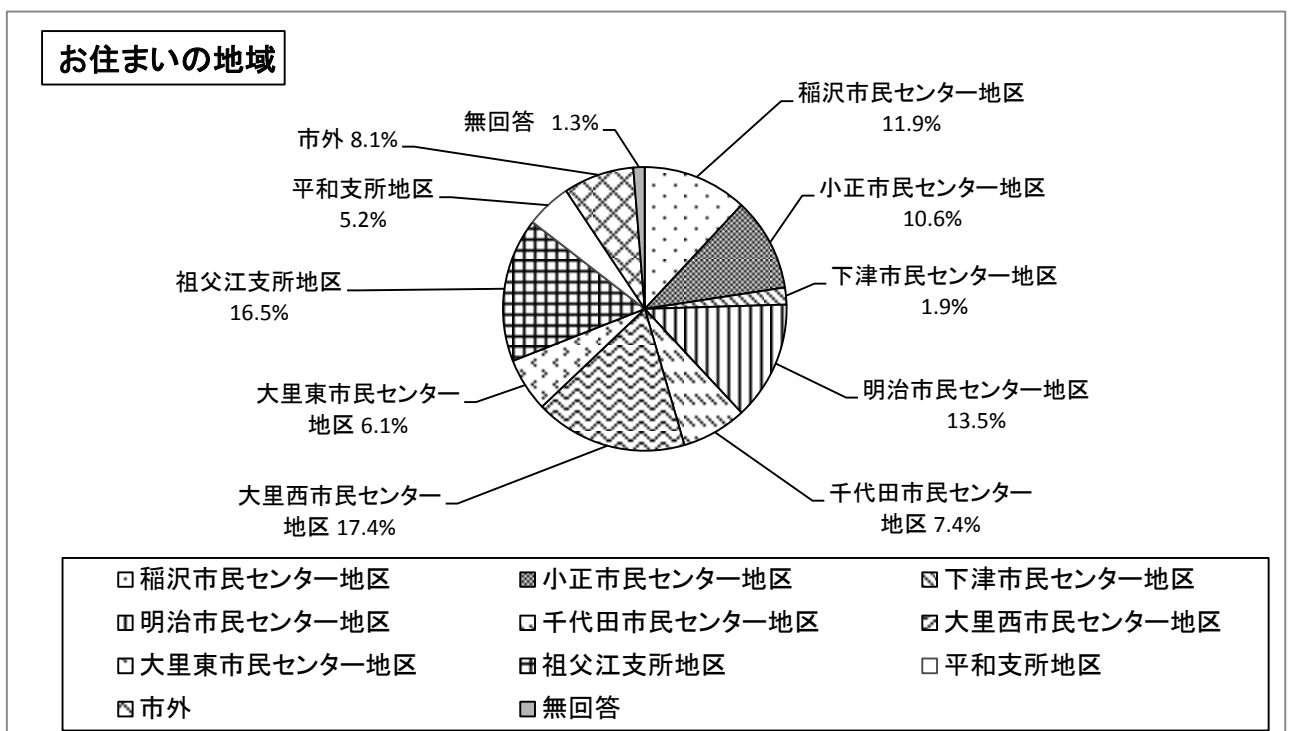 お住まいの地域
無回答 1.3%
稲沢市民センター地区
11.9%
市外 8.1%
小正市民センター地区
10.6%
平和支所地区
5.2%
下津市民センター地区
1.9%
祖父江支所地区
16.5%
明治市民センター地区
13.5%
大里東市民センター
地区 6.1%
大里西市民センター
地区 17.4%
千代田市民センター
地区 7.4%
稲沢市民センター地区 小正市民センター地区 下津市民センター地区
明治市民センター地区 千代田市民センター地区 大里西市民センター地区
大里東市民センター地区 祖父江支所地区 平和支所地区
市外 無回答